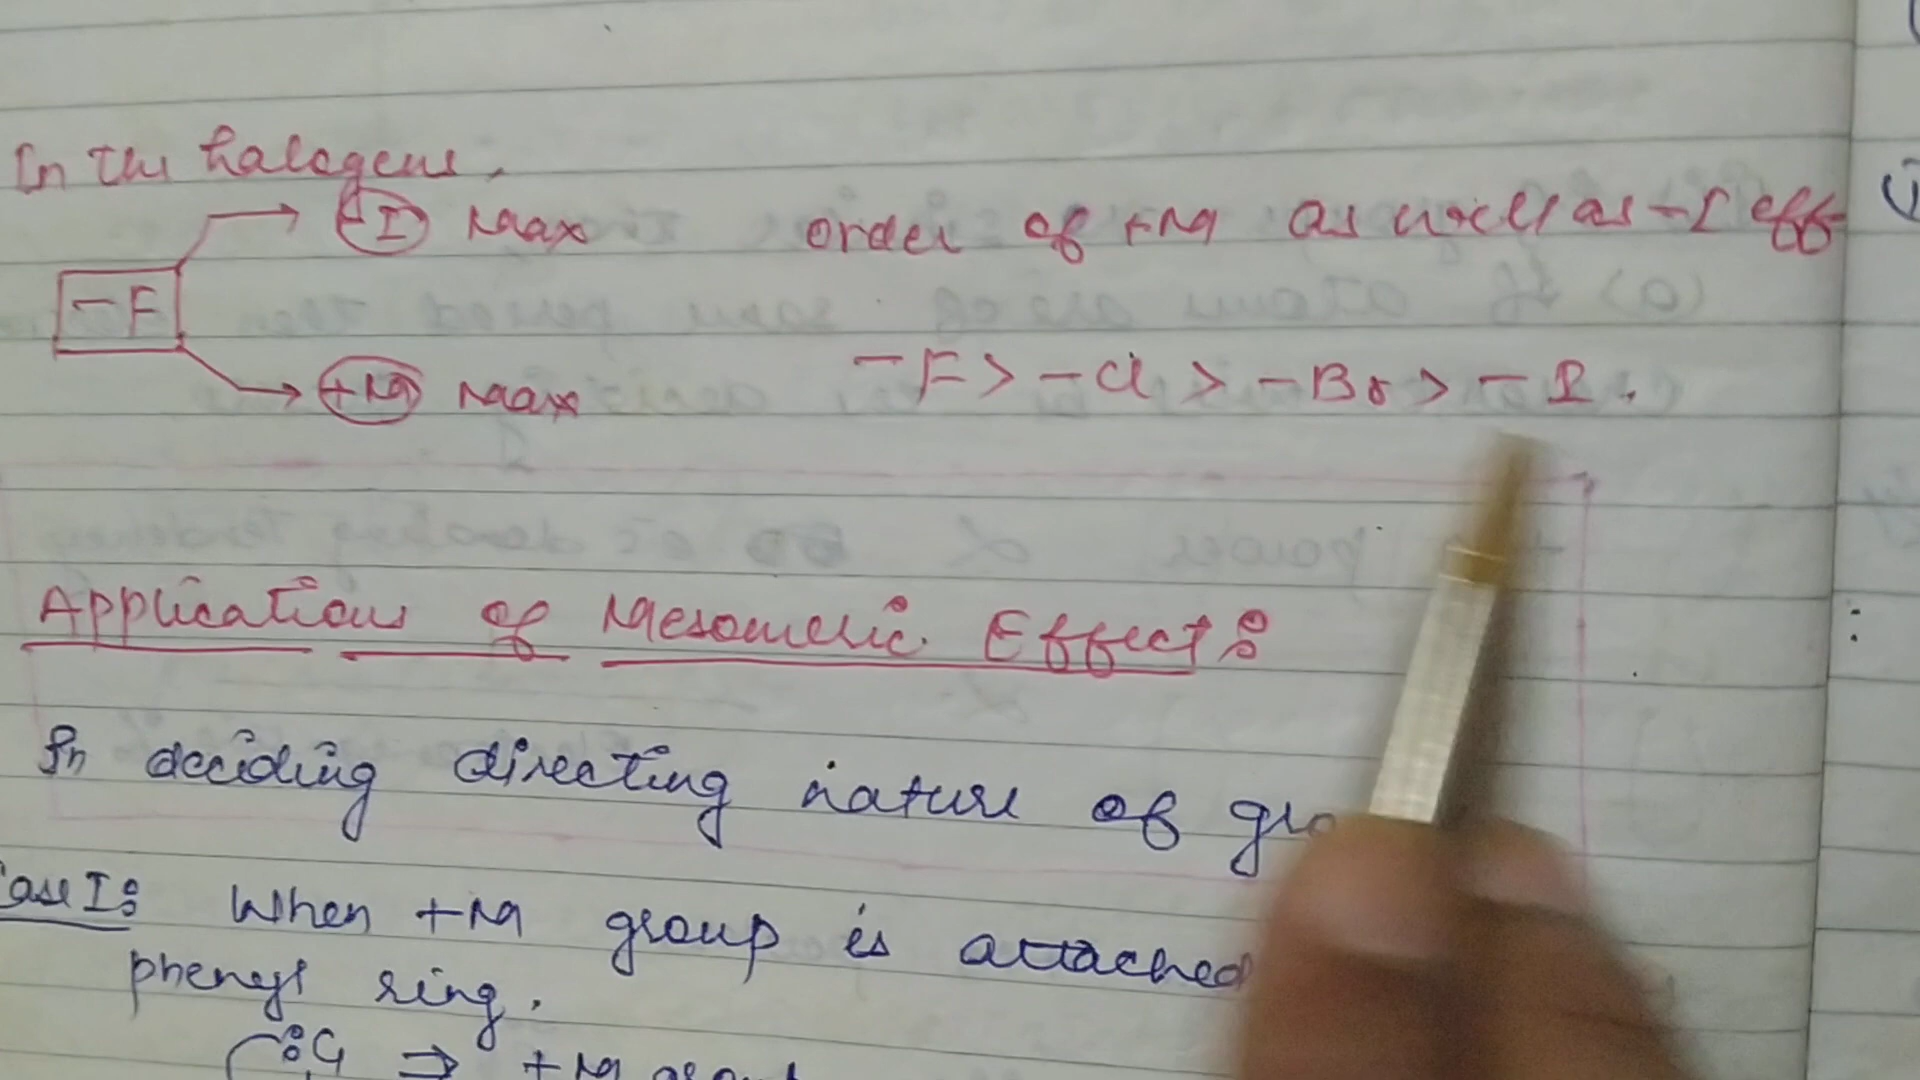 In the halogens,
-I Max order of +M as well as -I eff
-F
+M Max -F > -Cl > -Br > -I.
Application of Mesomeric Effect:
In deciding directing nature of
Case I: When +M group is attached
phenyl ring.
:G ⇒ +M group